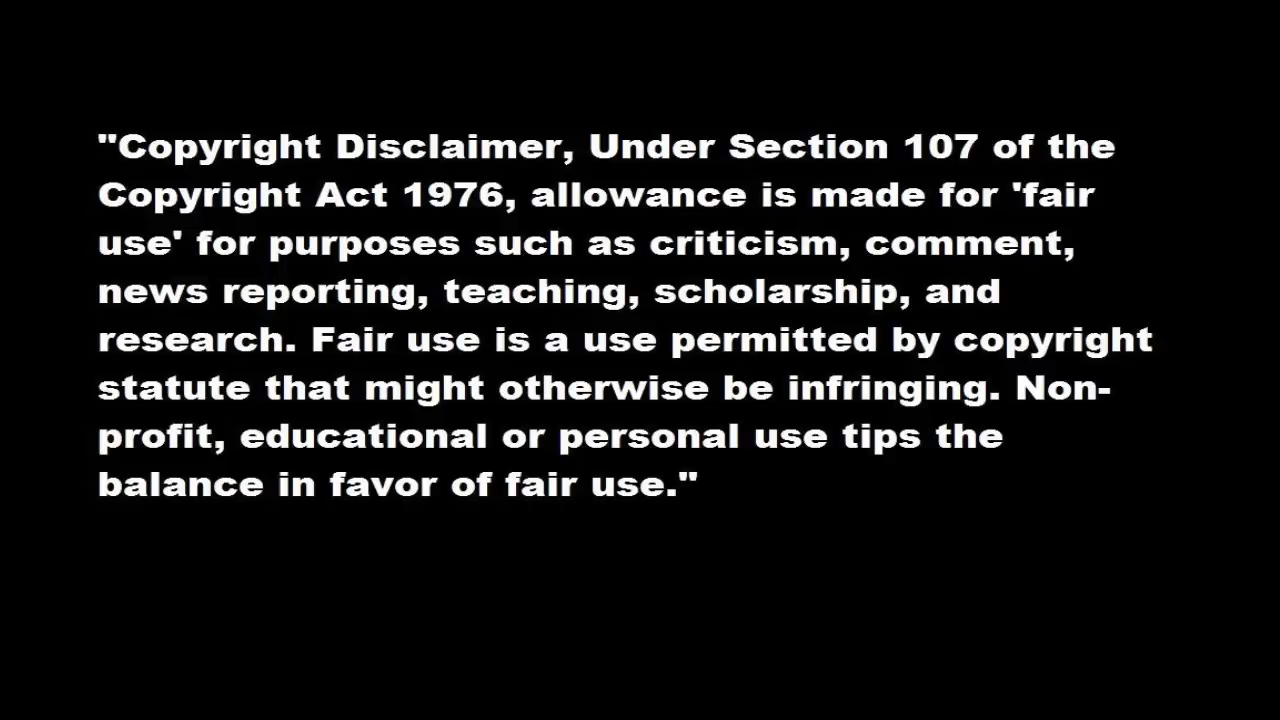 "Copyright Disclaimer, Under Section 107 of the
Copyright Act 1976, allowance is made for 'fair
use' for purposes such as criticism, comment,
news reporting, teaching, scholarship, and
research. Fair use is a use permitted by copyright
statute that might otherwise be infringing. Non-
profit, educational or personal use tips the
balance in favor of fair use."